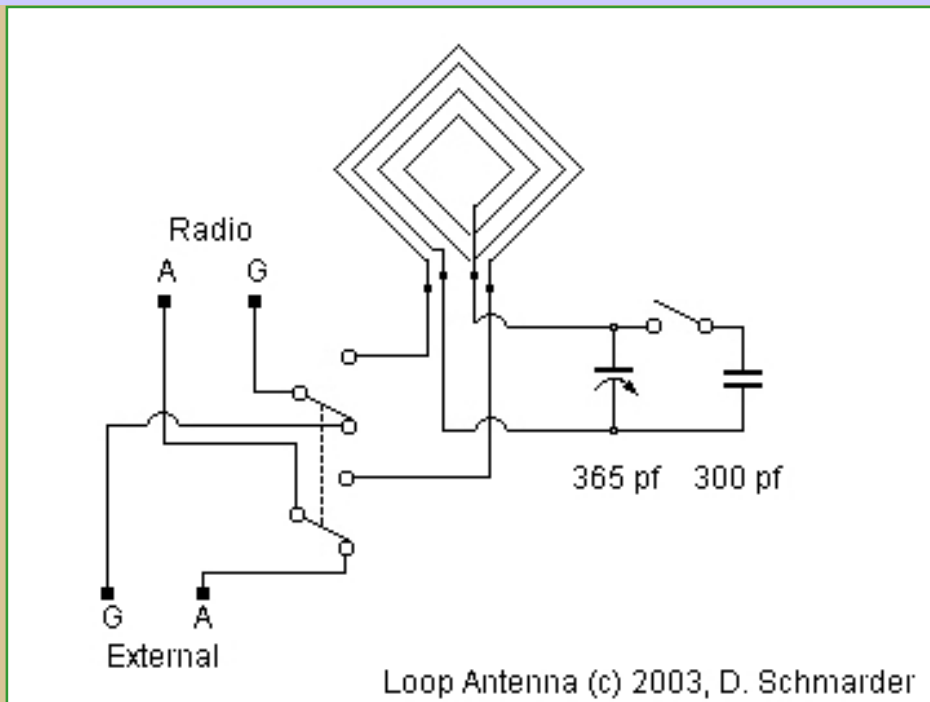 Radio
A G
365 pf 300 pf
G A
External
Loop Antenna (c) 2003, D. Schmarder